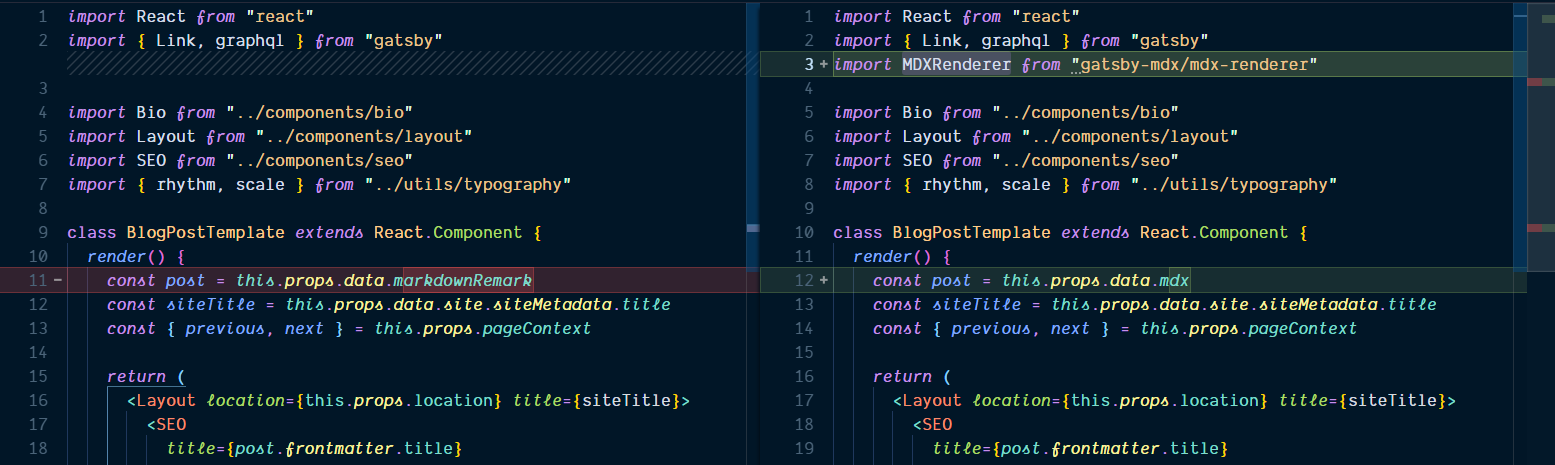 1 import React from "react"
2 import { Link, graphql } from "gatsby"
3
4 import Bio from "../components/bio"
5 import Layout from "../components/layout"
6 import SEO from "../components/seo"
7 import { rhythm, scale } from "../utils/typography"
8
9 class BlogPostTemplate extends React.Component {
10 render() {
11 - const post = this.props.data.markdownRemark
12 const siteTitle = this.props.data.site.siteMetadata.title
13 const { previous, next } = this.props.pageContext
14
15 return (
16 <Layout location={this.props.location} title={siteTitle}>
17 <SEO
18 title={post.frontmatter.title}
1 import React from "react"
2 import { Link, graphql } from "gatsby"
3 + import MDXRenderer from "gatsby-mdx/mdx-renderer"
4
5 import Bio from "../components/bio"
6 import Layout from "../components/layout"
7 import SEO from "../components/seo"
8 import { rhythm, scale } from "../utils/typography"
9
10 class BlogPostTemplate extends React.Component {
11 render() {
12 + const post = this.props.data.mdx
13 const siteTitle = this.props.data.site.siteMetadata.title
14 const { previous, next } = this.props.pageContext
15
16 return (
17 <Layout location={this.props.location} title={siteTitle}>
18 <SEO
19 title={post.frontmatter.title}